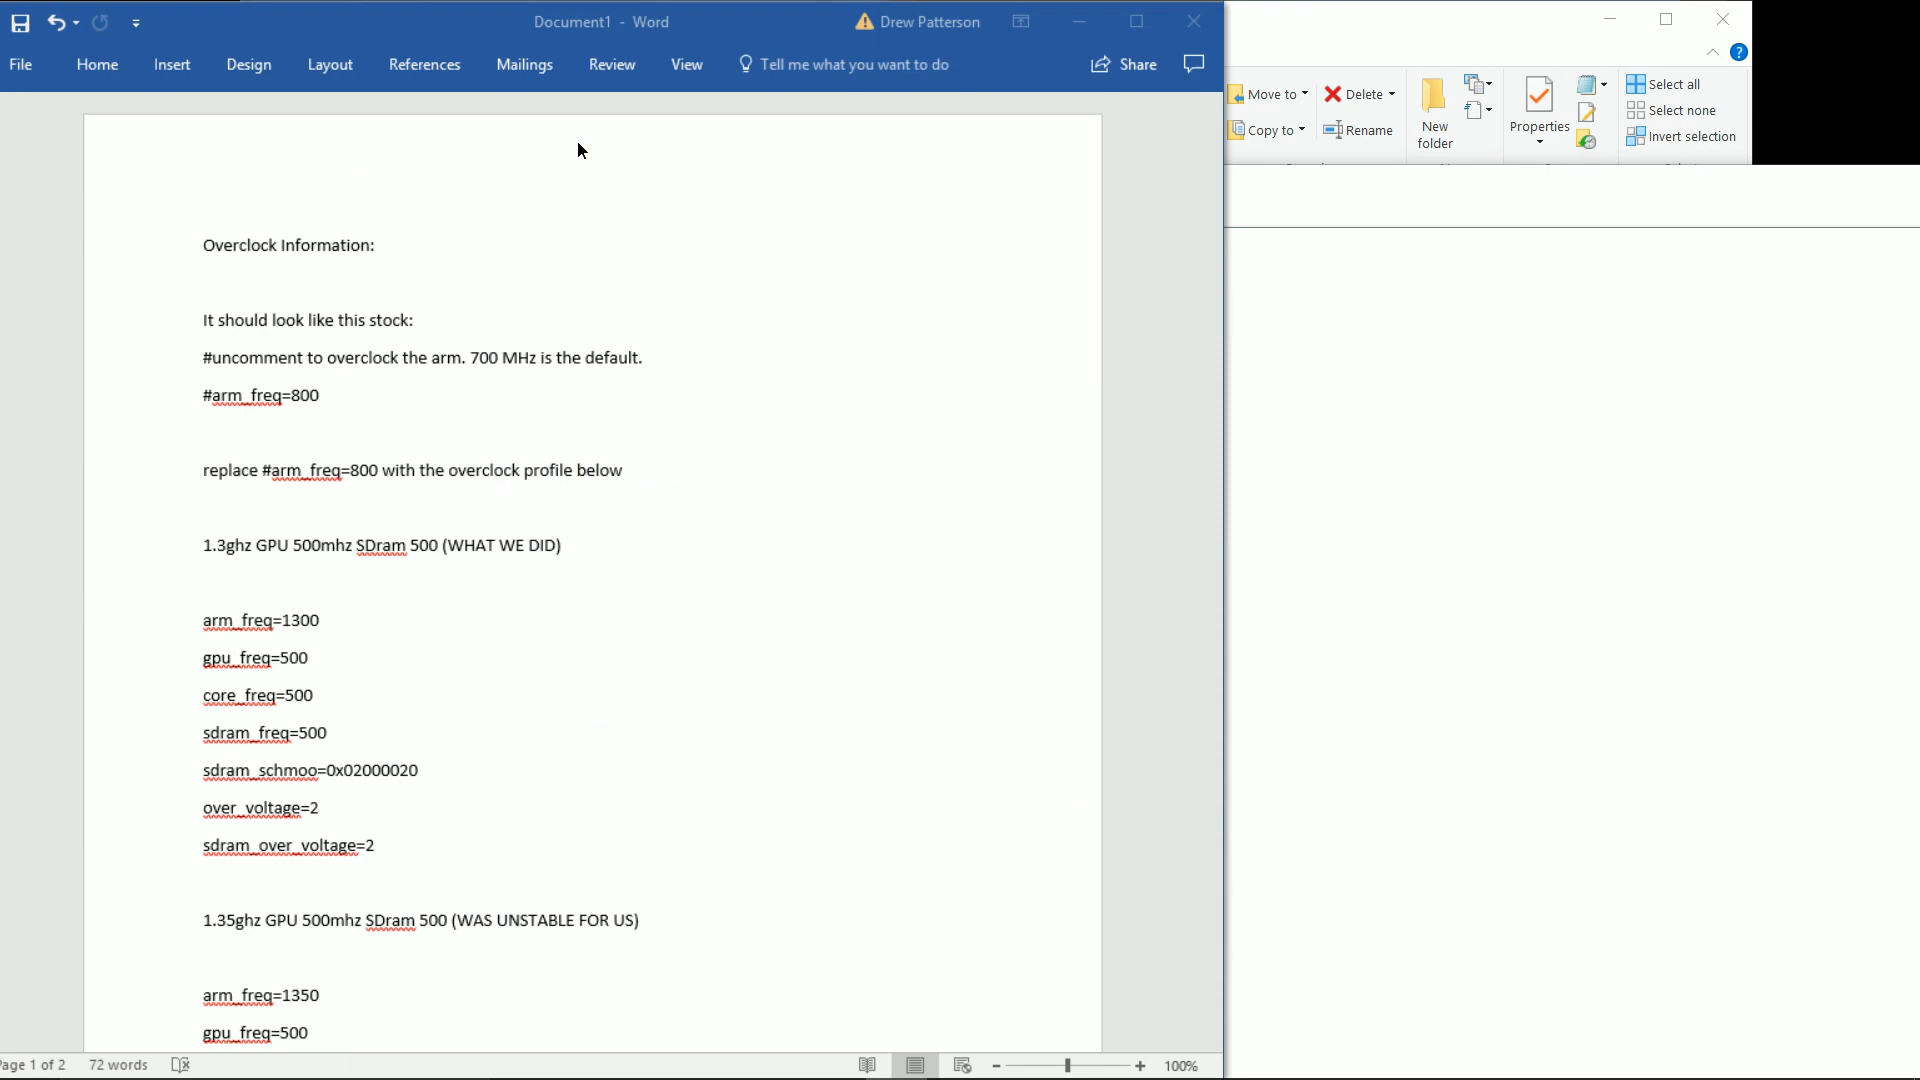 Document1 - Word
Drew Patterson
File Home Insert Design Layout References Mailings Review View Tell me what you want to do Share
Move to Delete
Copy to Rename
New folder
Properties
Select all
Select none
Invert selection
Overclock Information:
It should look like this stock:
#uncomment to overclock the arm. 700 MHz is the default.
#arm_freq=800
replace #arm_freq=800 with the overclock profile below
1.3ghz GPU 500mhz SDram 500 (WHAT WE DID)
arm_freq=1300
gpu_freq=500
core_freq=500
sdram_freq=500
sdram_schmoo=0x02000020
over_voltage=2
sdram_over_voltage=2
1.35ghz GPU 500mhz SDram 500 (WAS UNSTABLE FOR US)
arm_freq=1350
gpu_freq=500
Page 1 of 2 72 words 100%